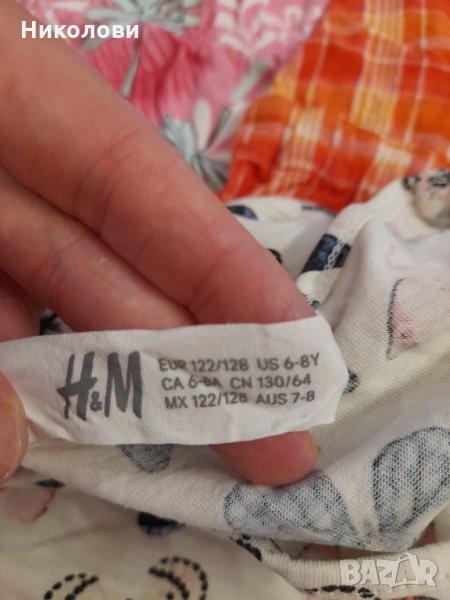 Николови
H&M
EUR 122/128 US 6-8Y
CA 6-8A CN 130/64
MX 122/128 AUS 7-8
BAZAR